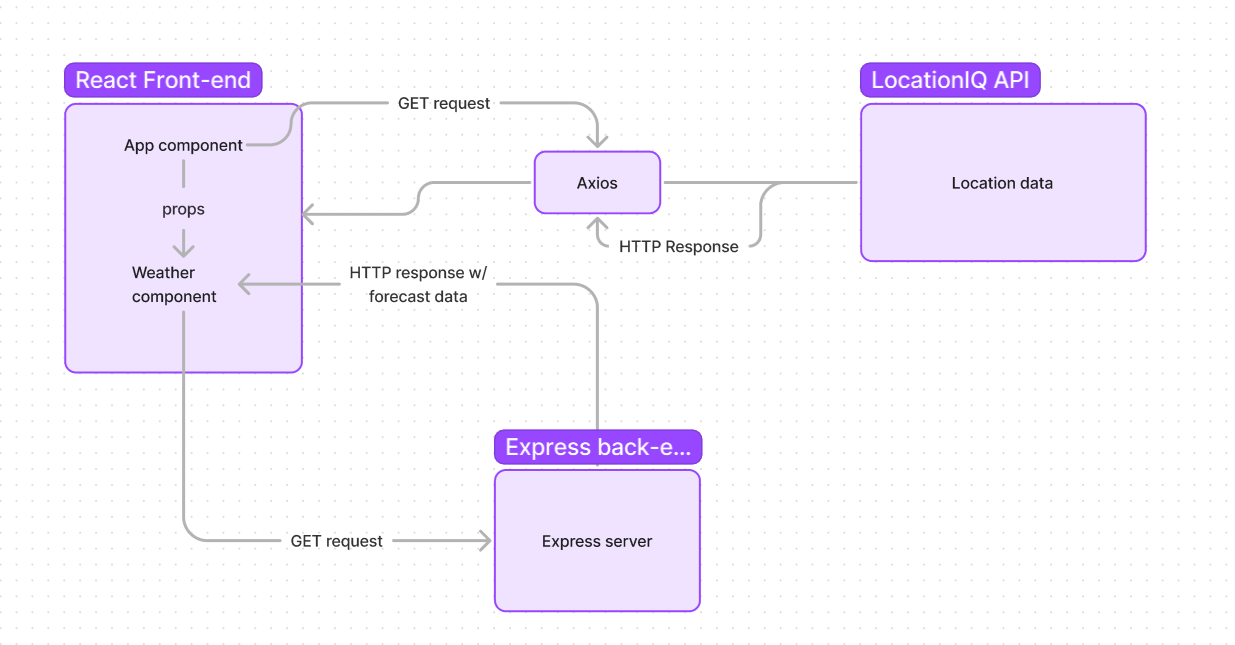 React Front-end
LocationIQ API
GET request
App component
Axios
Location data
props
HTTP Response
Weather
component
HTTP response w/
forecast data
Express back-e...
GET request
Express server